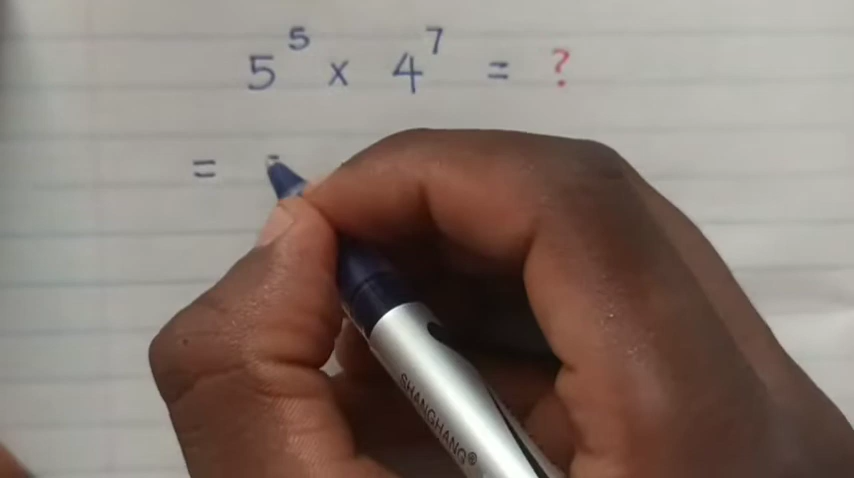 5⁵ x 4⁷ = ?
=
SHANGHANG®